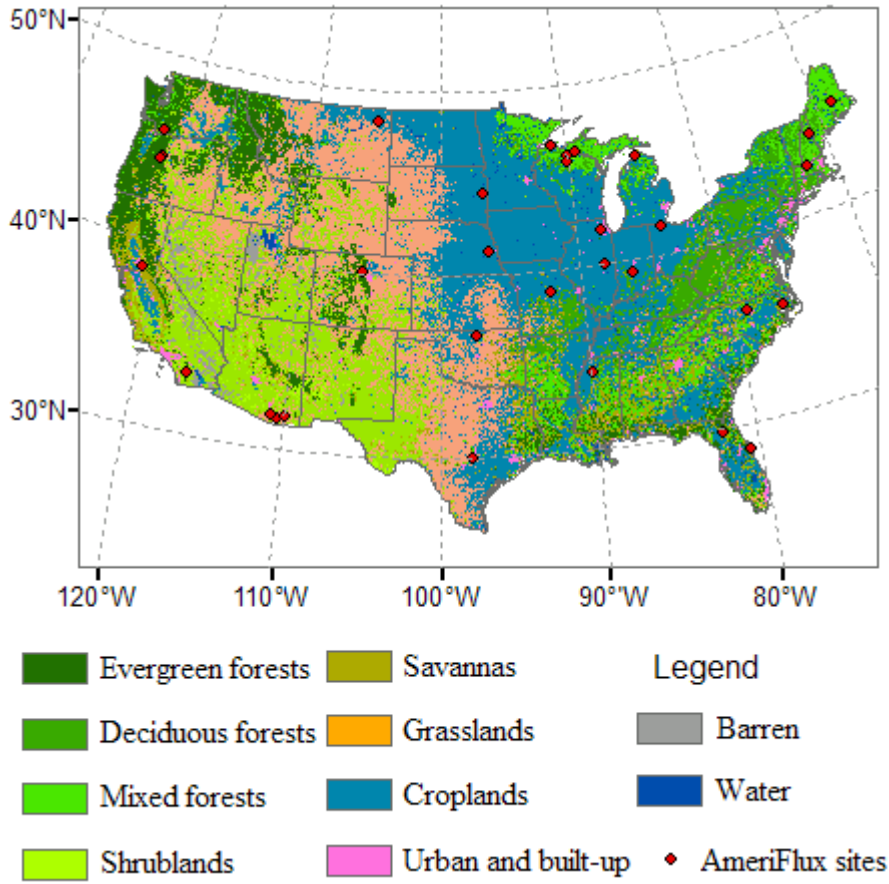 50°N
40°N
30°N
120°W
110°W
100°W
90°W
80°W
Evergreen forests
Savannas
Legend
Deciduous forests
Grasslands
Barren
Mixed forests
Croplands
Water
Shrublands
Urban and built-up
AmeriFlux sites